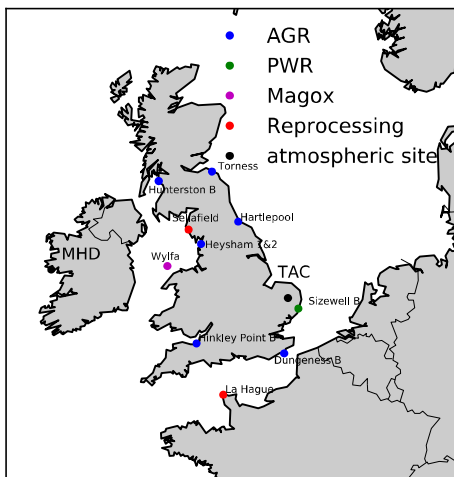 AGR
PWR
Magox
Reprocessing
atmospheric site
Torness
Hunterston B
Sellafield
Hartlepool
Heysham 1&2
MHD
Wylfa
TAC
Sizewell B
Hinkley Point B
Dungeness B
La Hague